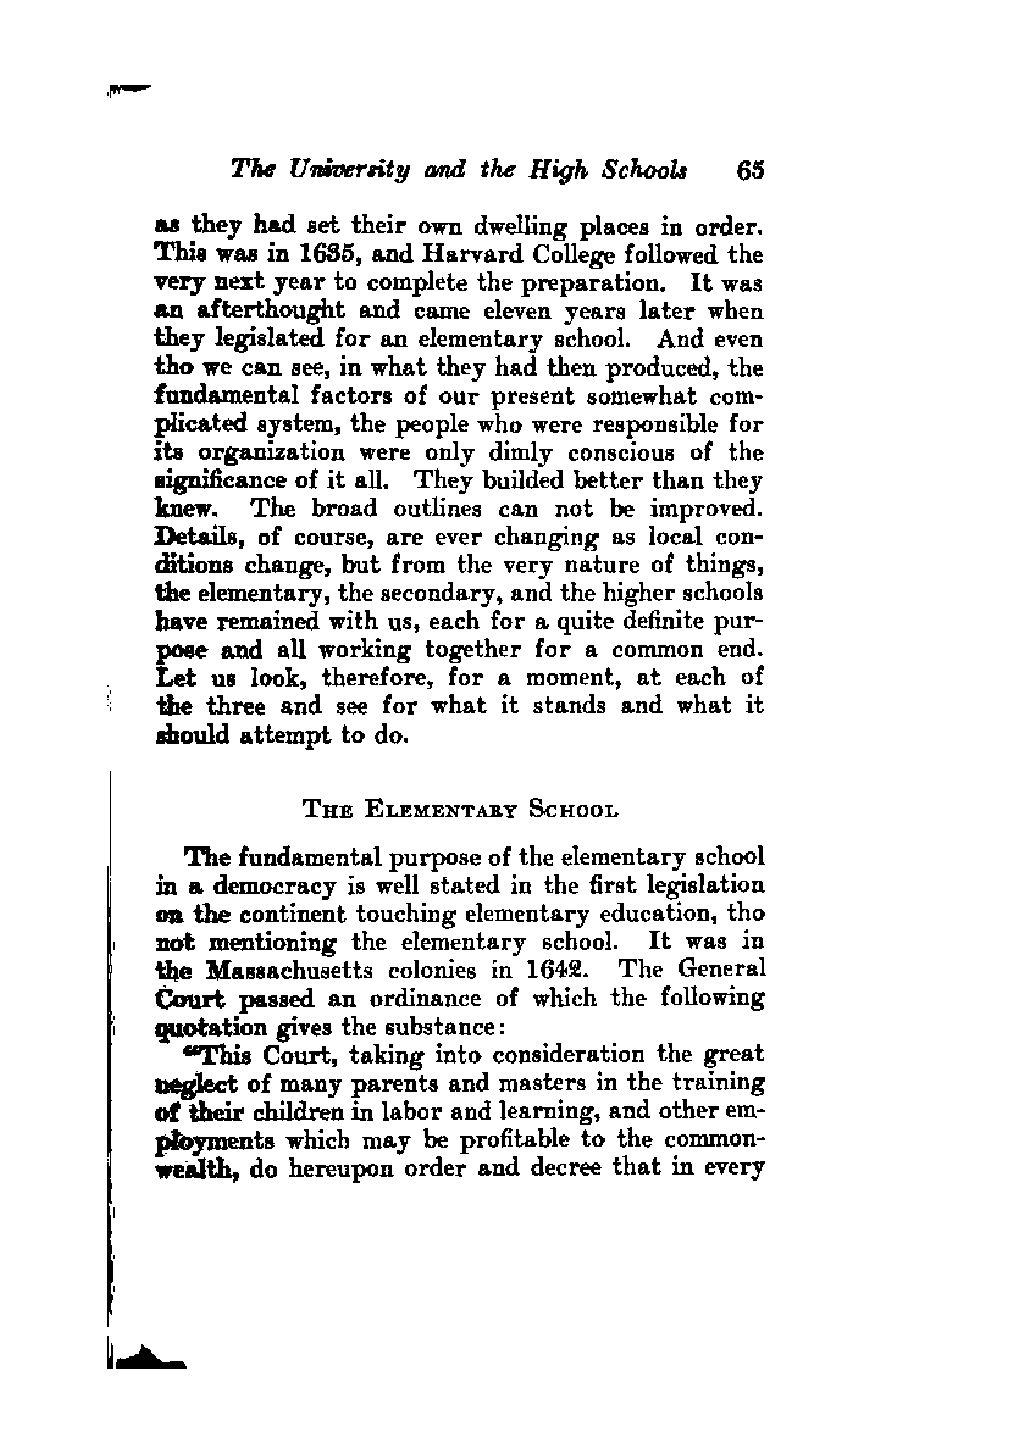 The University and the High Schools 65
as they had set their own dwelling places in order.
This was in 1635, and Harvard College followed the
very next year to complete the preparation. It was
an afterthought and came eleven years later when
they legislated for an elementary school. And even
tho we can see, in what they had then produced, the
fundamental factors of our present somewhat com-
plicated system, the people who were responsible for
its organization were only dimly conscious of the
significance of it all. They builded better than they
knew. The broad outlines can not be improved.
Details, of course, are ever changing as local con-
ditions change, but from the very nature of things,
the elementary, the secondary, and the higher schools
have remained with us, each for a quite definite pur-
pose and all working together for a common end.
Let us look, therefore, for a moment, at each of
the three and see for what it stands and what it
should attempt to do.
THE ELEMENTARY SCHOOL
The fundamental purpose of the elementary school
in a democracy is well stated in the first legislation
on the continent touching elementary education, tho
not mentioning the elementary school. It was in
the Massachusetts colonies in 1642. The General
Court passed an ordinance of which the following
quotation gives the substance:
"This Court, taking into consideration the great
neglect of many parents and masters in the training
of their children in labor and learning, and other em-
ployments which may be profitable to the common-
wealth, do hereupon order and decree that in every